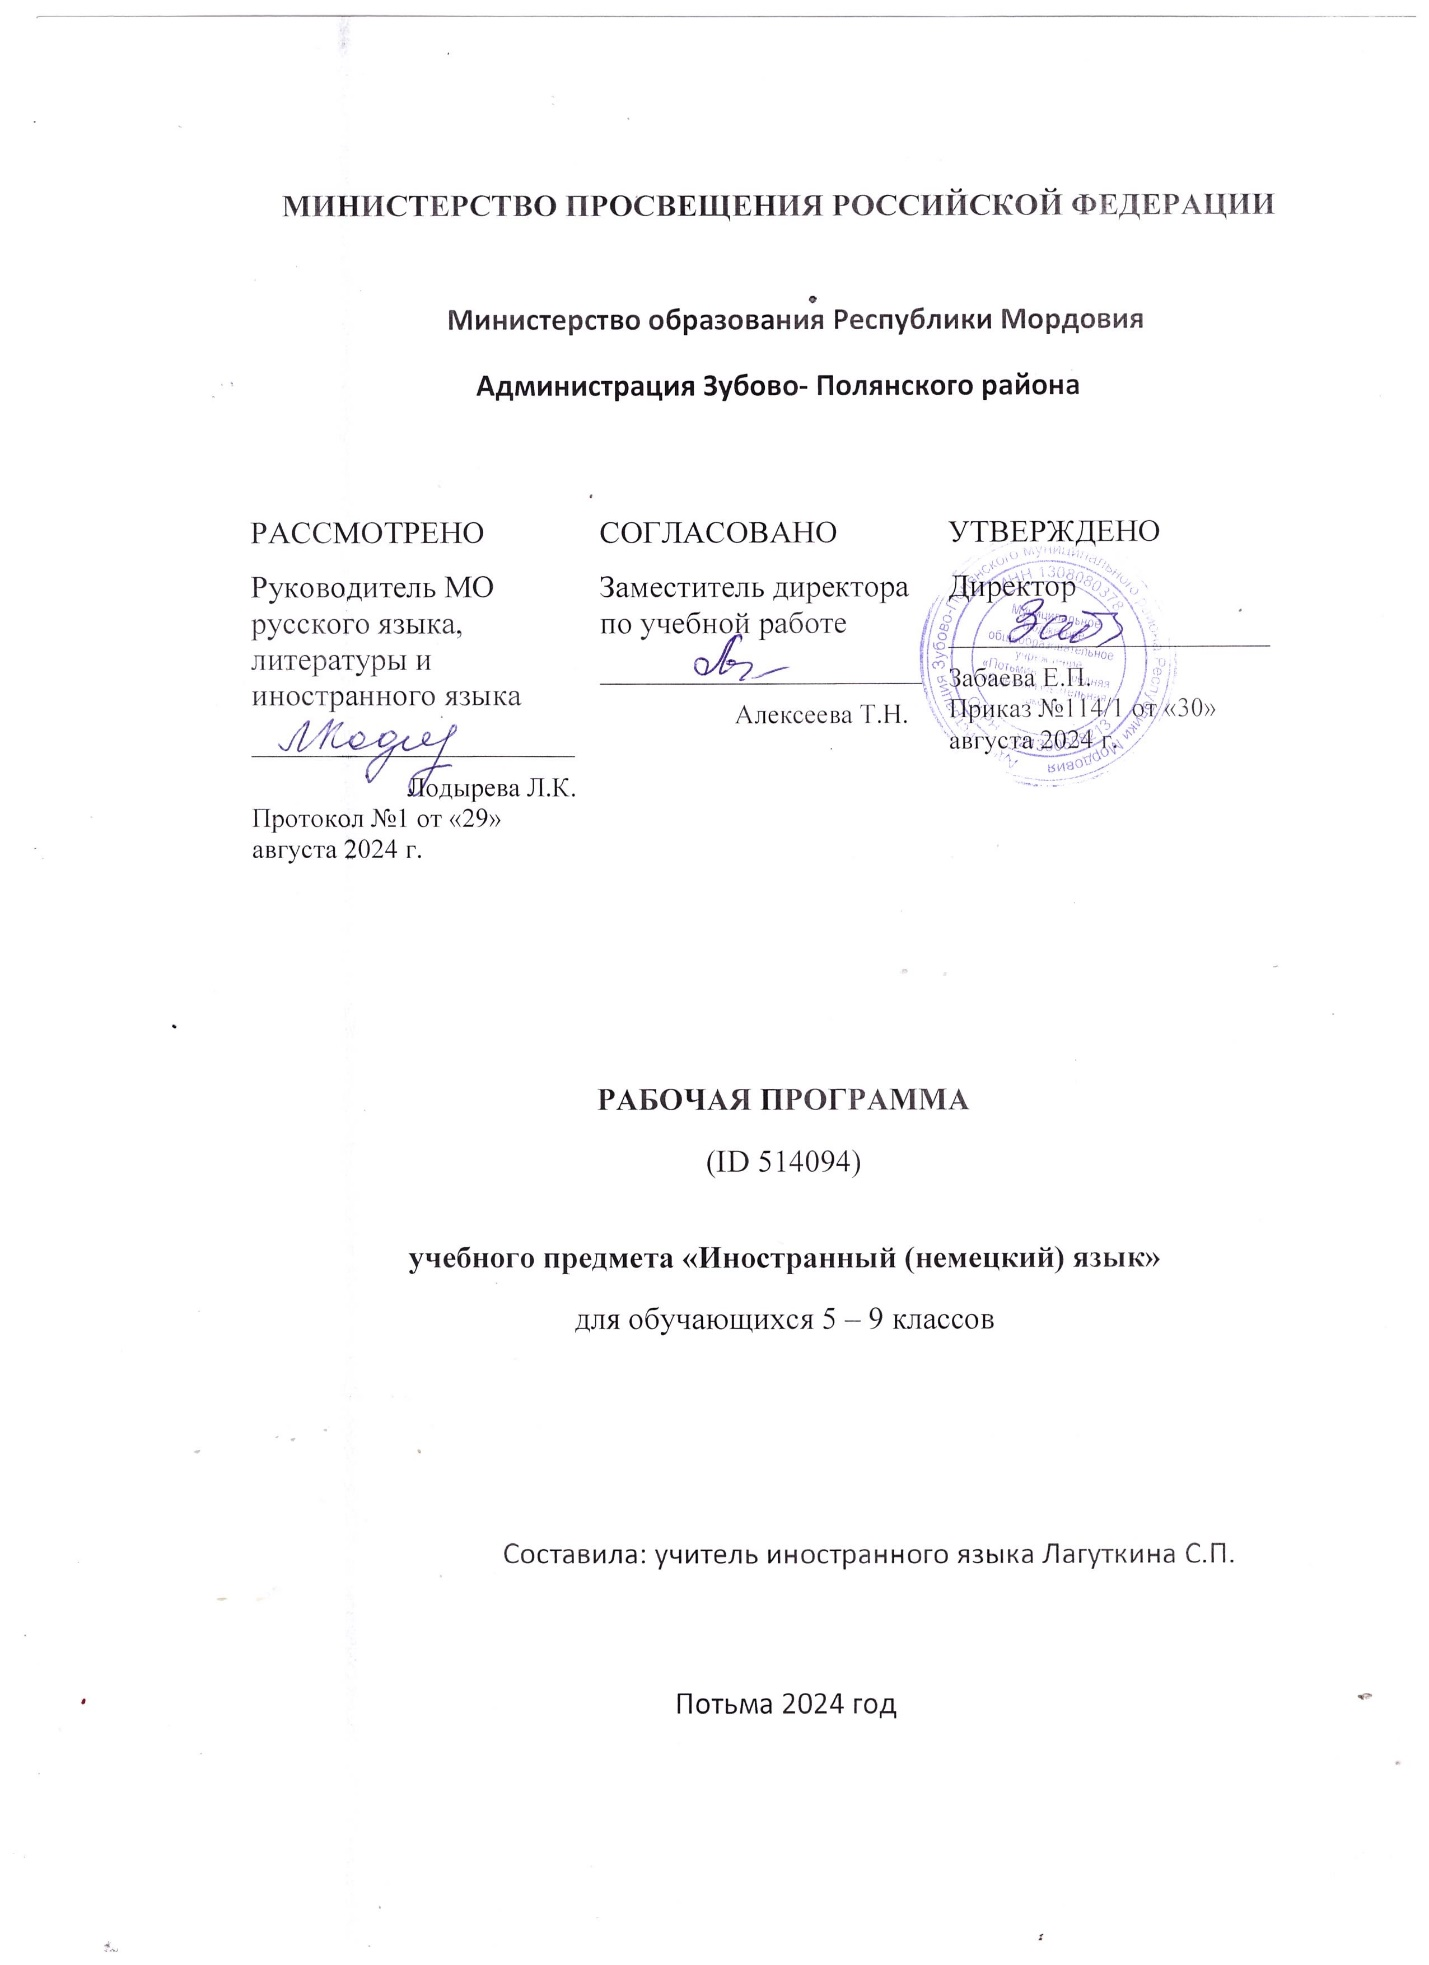 МИНИСТЕРСТВО ПРОСВЕЩЕНИЯ РОССИЙСКОЙ ФЕДЕРАЦИИ
Министерство образования Республики Мордовия
Администрация Зубово- Полянского района
РАССМОТРЕНО
Руководитель МО
русского языка,
литературы и
иностранного языка
Лодырева Л.К.
Протокол №1 от «29»
августа 2024 г.
СОГЛАСОВАНО
Заместитель директора
по учебной работе
Алексеева Т.Н.
УТВЕРЖДЕНО
Директор
Забаева Е.П.
Приказ №114/1 от «30»
августа 2024 г.
ИНН 1308080378
РАБОЧАЯ ПРОГРАММА
(ID 514094)
учебного предмета «Иностранный (немецкий) язык»
для обучающихся 5 – 9 классов
Составила: учитель иностранного языка Лагуткина С.П.
Потьма 2024 год